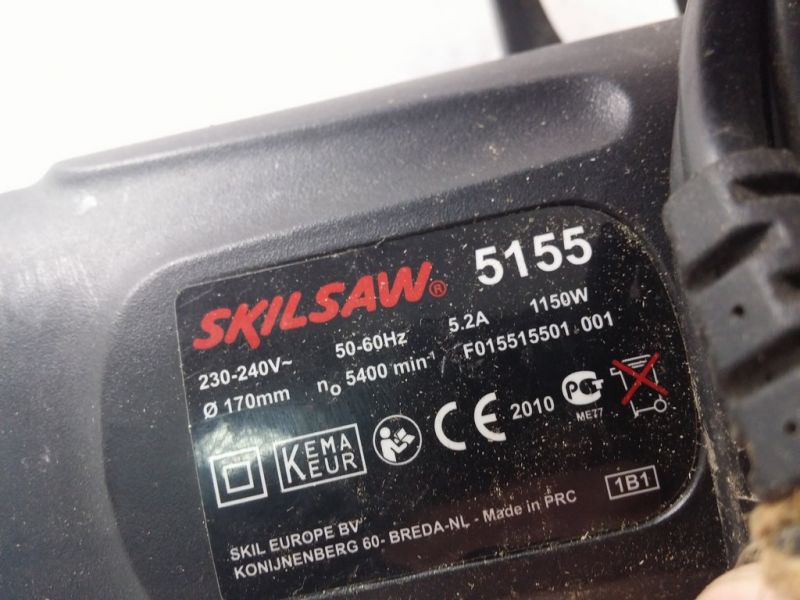 SKILSAW® 5155
230-240V~ 50-60Hz 5.2A 1150W
Ø 170mm n₀ 5400 min⁻¹ F015515501 001
KEMA
KEUR
CE 2010
РСТ
ME77
SKIL EUROPE BV
KONIJNENBERG 60- BREDA-NL - Made in PRC
1B1